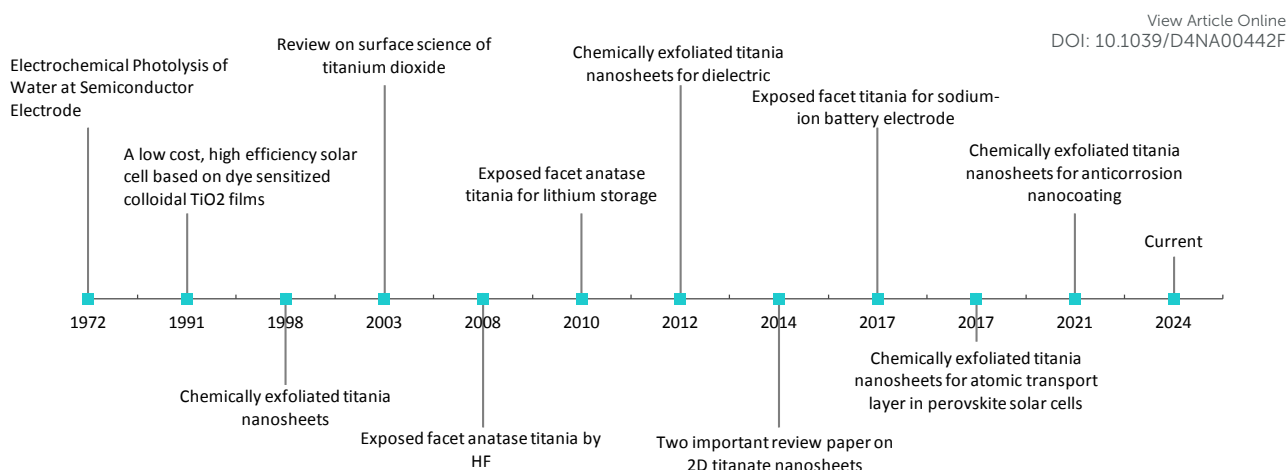 View Article Online
DOI: 10.1039/D4NA00442F
Electrochemical Photolysis of
Water at Semiconductor
Electrode
A low cost, high efficiency solar
cell based on dye sensitized
colloidal TiO2 films
Review on surface science of
titanium dioxide
Exposed facet anatase
titania for lithium storage
Chemically exfoliated titania
nanosheets for dielectric
Exposed facet titania for sodium-
ion battery electrode
Chemically exfoliated titania
nanosheets for anticorrosion
nanocoating
Current
1972 1991 1998 2003 2008 2010 2012 2014 2017 2017 2021 2024
Chemically exfoliated titania
nanosheets
Exposed facet anatase titania by
HF
Two important review paper on
2D titanate nanosheets
Chemically exfoliated titania
nanosheets for atomic transport
layer in perovskite solar cells